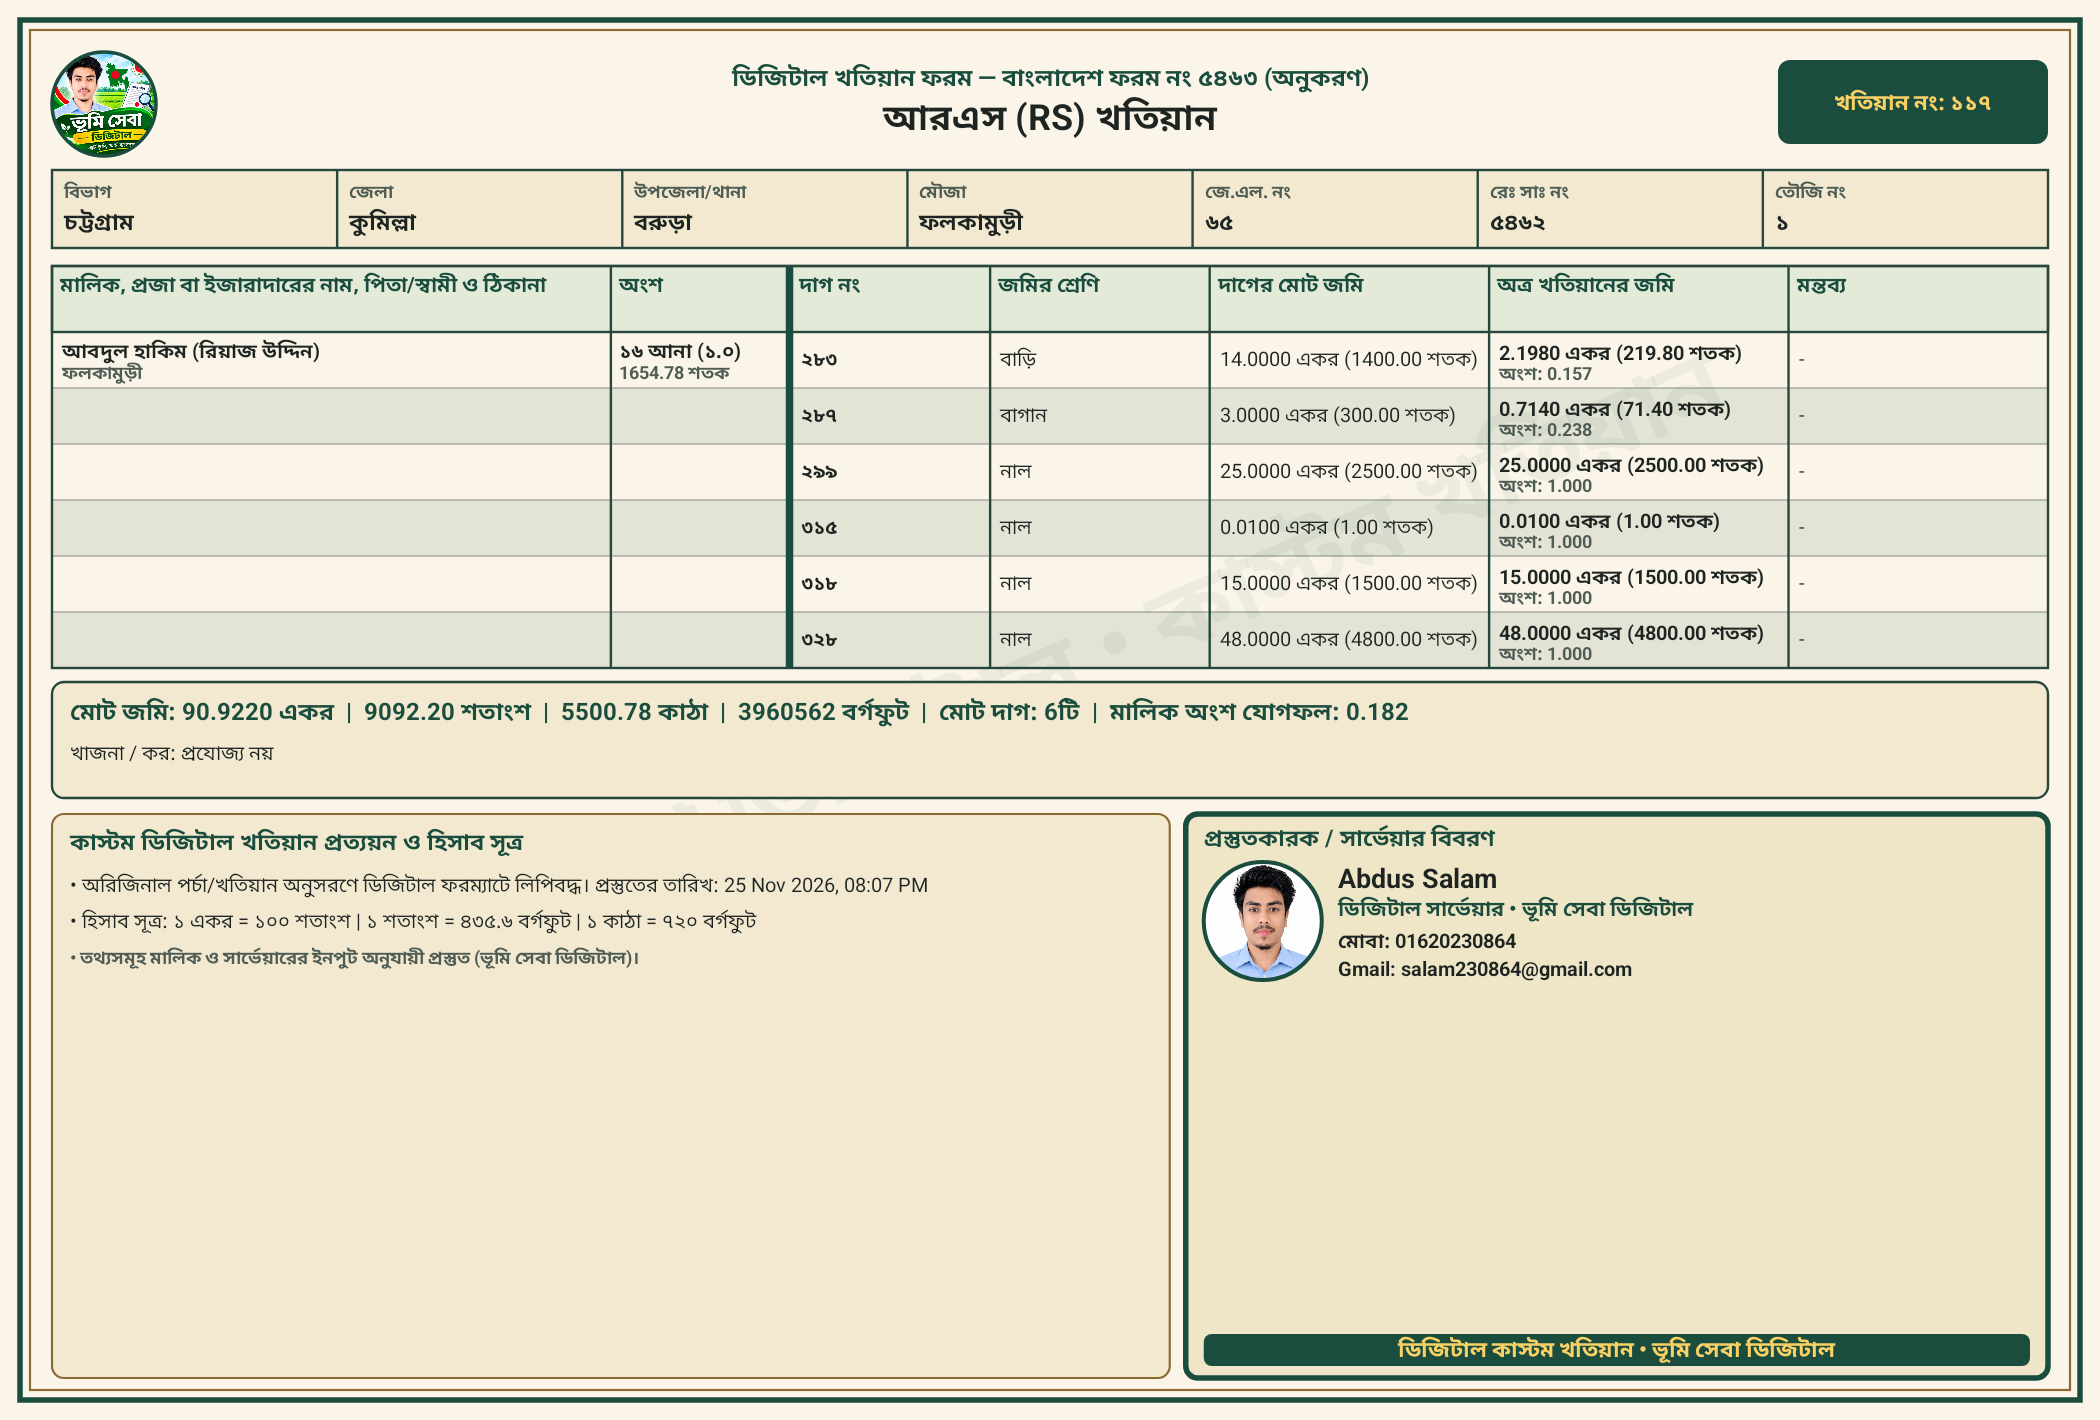 ভূমি সেবা
ডিজিটাল
ডিজিটাল খতিয়ান ফরম – বাংলাদেশ ফরম নং ৫৪৬৩ (অনুকরণ)
আরএস (RS) খতিয়ান
খতিয়ান নং: ১১৭
বিভাগ জেলা উপজেলা/থানা মৌজা জে.এল. নং রেঃ সাঃ নং তৌজি নং
চট্টগ্রাম কুমিল্লা বরুড়া ফলকামুড়ী ৬৫ ৫৪৬২ ১
মালিক, প্রজা বা ইজারাদারের নাম, পিতা/স্বামী ও ঠিকানা অংশ দাগ নং জমির শ্রেণি দাগের মোট জমি অত্র খতিয়ানের জমি মন্তব্য
আবদুল হাকিম (রিয়াজ উদ্দিন) ১৬ আনা (১.০) ২৮৩ বাড়ি 14.0000 একর (1400.00 শতক) 2.1980 একর (219.80 শতক) -
ফলকামুড়ী 1654.78 শতক অংশ: 0.157
২৮৭ বাগান 3.0000 একর (300.00 শতক) 0.7140 একর (71.40 শতক) -
অংশ: 0.238
২৯৯ নাল 25.0000 একর (2500.00 শতক) 25.0000 একর (2500.00 শতক) -
অংশ: 1.000
৩১৫ নাল 0.0100 একর (1.00 শতক) 0.0100 একর (1.00 শতক) -
অংশ: 1.000
৩১৮ নাল 15.0000 একর (1500.00 শতক) 15.0000 একর (1500.00 শতক) -
অংশ: 1.000
৩২৮ নাল 48.0000 একর (4800.00 শতক) 48.0000 একর (4800.00 শতক) -
অংশ: 1.000
• কাস্টম খতিয়ান
মোট জমি: 90.9220 একর | 9092.20 শতাংশ | 5500.78 কাঠা | 3960562 বর্গফুট | মোট দাগ: 6টি | মালিক অংশ যোগফল: 0.182
খাজনা / কর: প্রযোজ্য নয়
কাস্টম ডিজিটাল খতিয়ান প্রত্যয়ন ও হিসাব সূত্র
• অরিজিনাল পর্চা/খতিয়ান অনুসরণে ডিজিটাল ফরম্যাটে লিপিবদ্ধ। প্রস্তুতের তারিখ: 25 Nov 2026, 08:07 PM
• হিসাব সূত্র: ১ একর = ১০০ শতাংশ | ১ শতাংশ = ৪৩৫.৬ বর্গফুট | ১ কাঠা = ৭২০ বর্গফুট
• তথ্যসমূহ মালিক ও সার্ভেয়ারের ইনপুট অনুযায়ী প্রস্তুত (ভূমি সেবা ডিজিটাল)।
প্রস্তুতকারক / সার্ভেয়ার বিবরণ
Abdus Salam
ডিজিটাল সার্ভেয়ার • ভূমি সেবা ডিজিটাল
মোবা: 01620230864
Gmail: salam230864@gmail.com
ডিজিটাল কাস্টম খতিয়ান • ভূমি সেবা ডিজিটাল